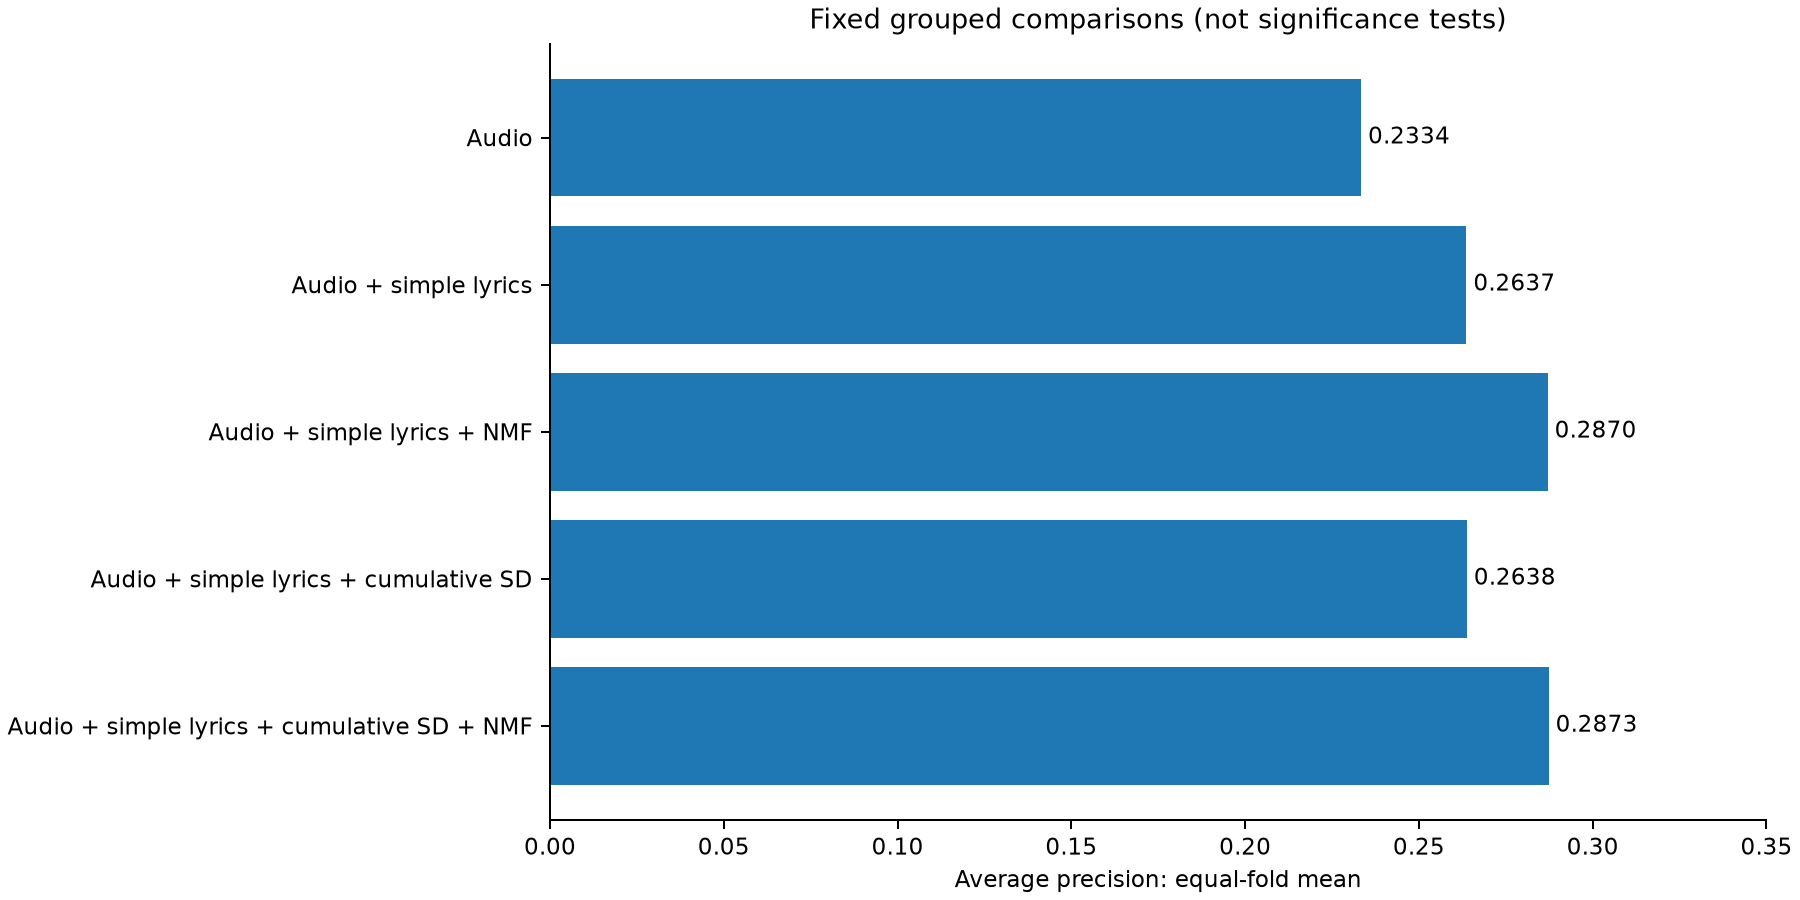 Fixed grouped comparisons (not significance tests)
Audio
0.2334
Audio + simple lyrics
0.2637
Audio + simple lyrics + NMF
0.2870
Audio + simple lyrics + cumulative SD
0.2638
Audio + simple lyrics + cumulative SD + NMF
0.2873
0.00 0.05 0.10 0.15 0.20 0.25 0.30 0.35
Average precision: equal-fold mean